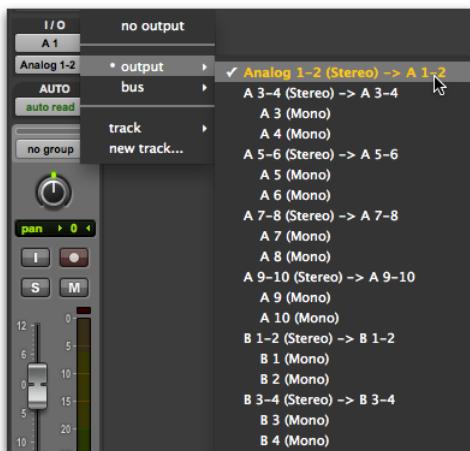 I / O
A 1
Analog 1-2
AUTO
auto read
no group
pan 0
I
S M
12
6
0
5
10
0
5
10
15
20
no output
• output
bus
track
new track...
✓ Analog 1-2 (Stereo) -> A 1-2
A 3-4 (Stereo) -> A 3-4
A 3 (Mono)
A 4 (Mono)
A 5-6 (Stereo) -> A 5-6
A 5 (Mono)
A 6 (Mono)
A 7-8 (Stereo) -> A 7-8
A 7 (Mono)
A 8 (Mono)
A 9-10 (Stereo) -> A 9-10
A 9 (Mono)
A 10 (Mono)
B 1-2 (Stereo) -> B 1-2
B 1 (Mono)
B 2 (Mono)
B 3-4 (Stereo) -> B 3-4
B 3 (Mono)
B 4 (Mono)